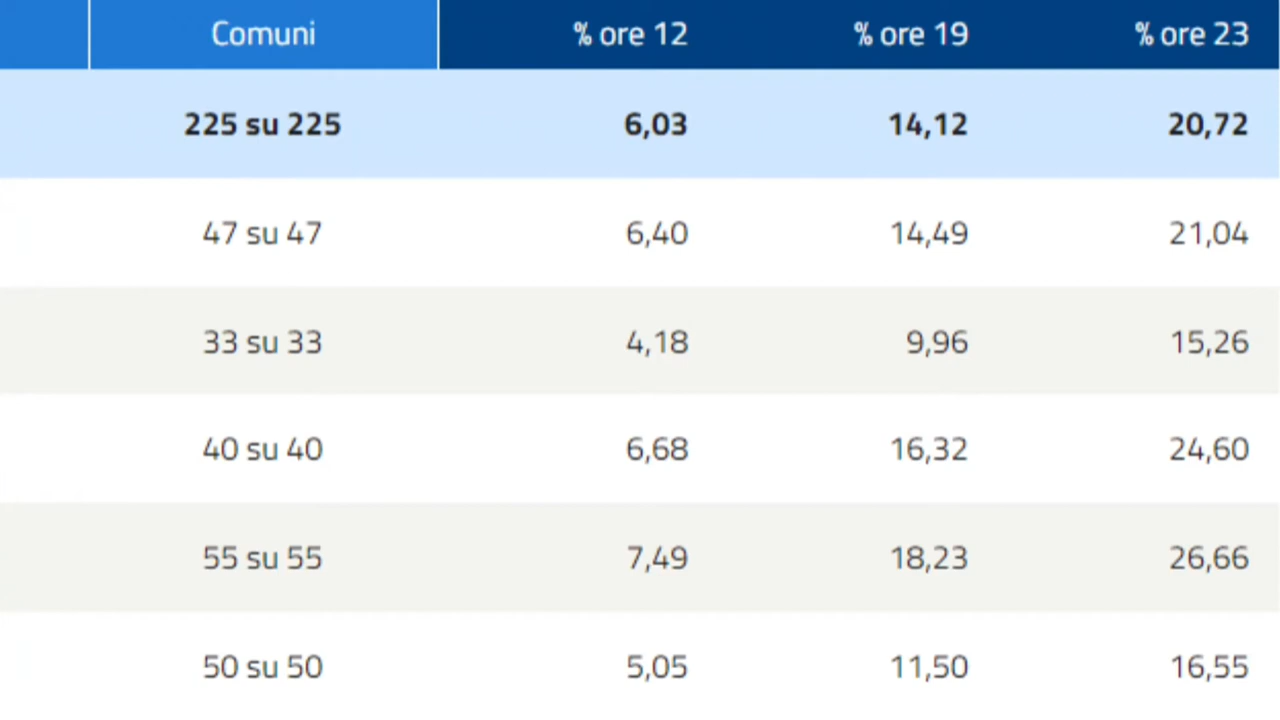 Comuni % ore 12 % ore 19 % ore 23
225 su 225 6,03 14,12 20,72
47 su 47 6,40 14,49 21,04
33 su 33 4,18 9,96 15,26
40 su 40 6,68 16,32 24,60
55 su 55 7,49 18,23 26,66
50 su 50 5,05 11,50 16,55